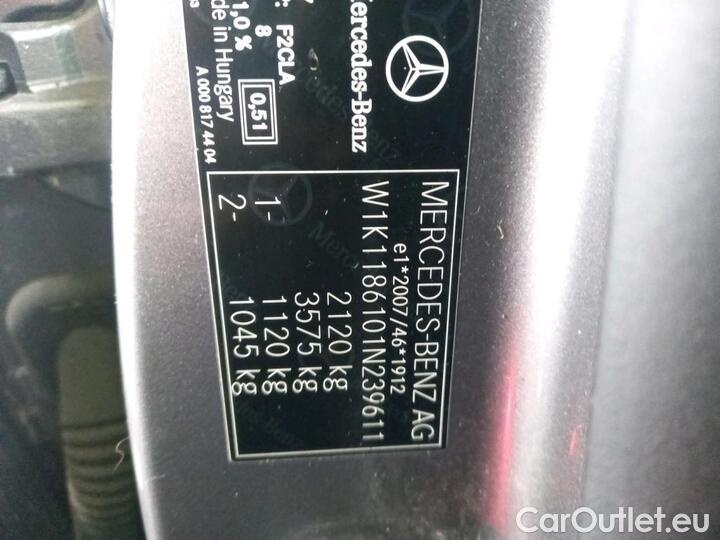 MERCEDES-BENZ AG
e1*2007/46*1912
W1K1186101N239611
2120 kg
3575 kg
1- 1120 kg
2- 1045 kg
Mercedes-Benz
F2CLA
8
1,0 %
0,51
de in Hungary
A 000 817 44 04
CarOutlet.eu